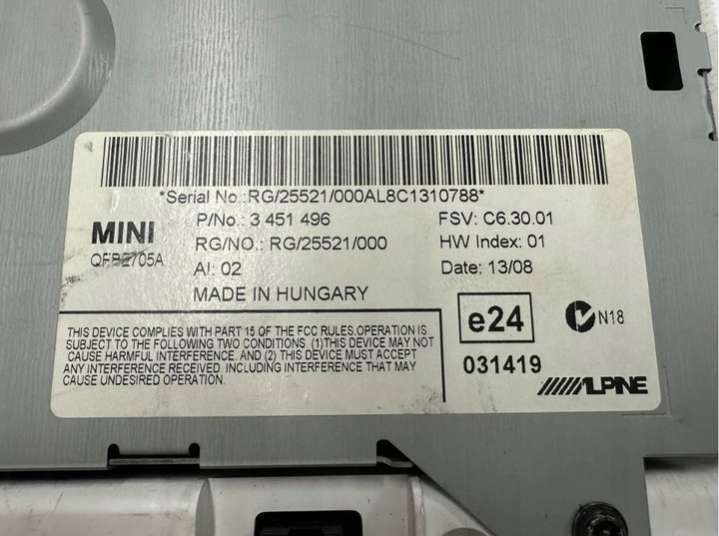 *Serial No.:RG/25521/000AL8C1310788*
MINI
P/No.: 3 451 496
FSV: C6.30.01
RG/NO.: RG/25521/000
HW Index: 01
AI: 02
Date: 13/08
MADE IN HUNGARY
THIS DEVICE COMPLIES WITH PART 15 OF THE FCC RULES.OPERATION IS
SUBJECT TO THE FOLLOWING TWO CONDITIONS. (1)THIS DEVICE MAY NOT
CAUSE HARMFUL INTERFERENCE. AND (2) THIS DEVICE MUST ACCEPT
ANY INTERFERENCE RECEIVED. INCLUDING INTERFERENCE THAT MAY
CAUSE UNDESIRED OPERATION.
e24
N18
031419
ALPINE